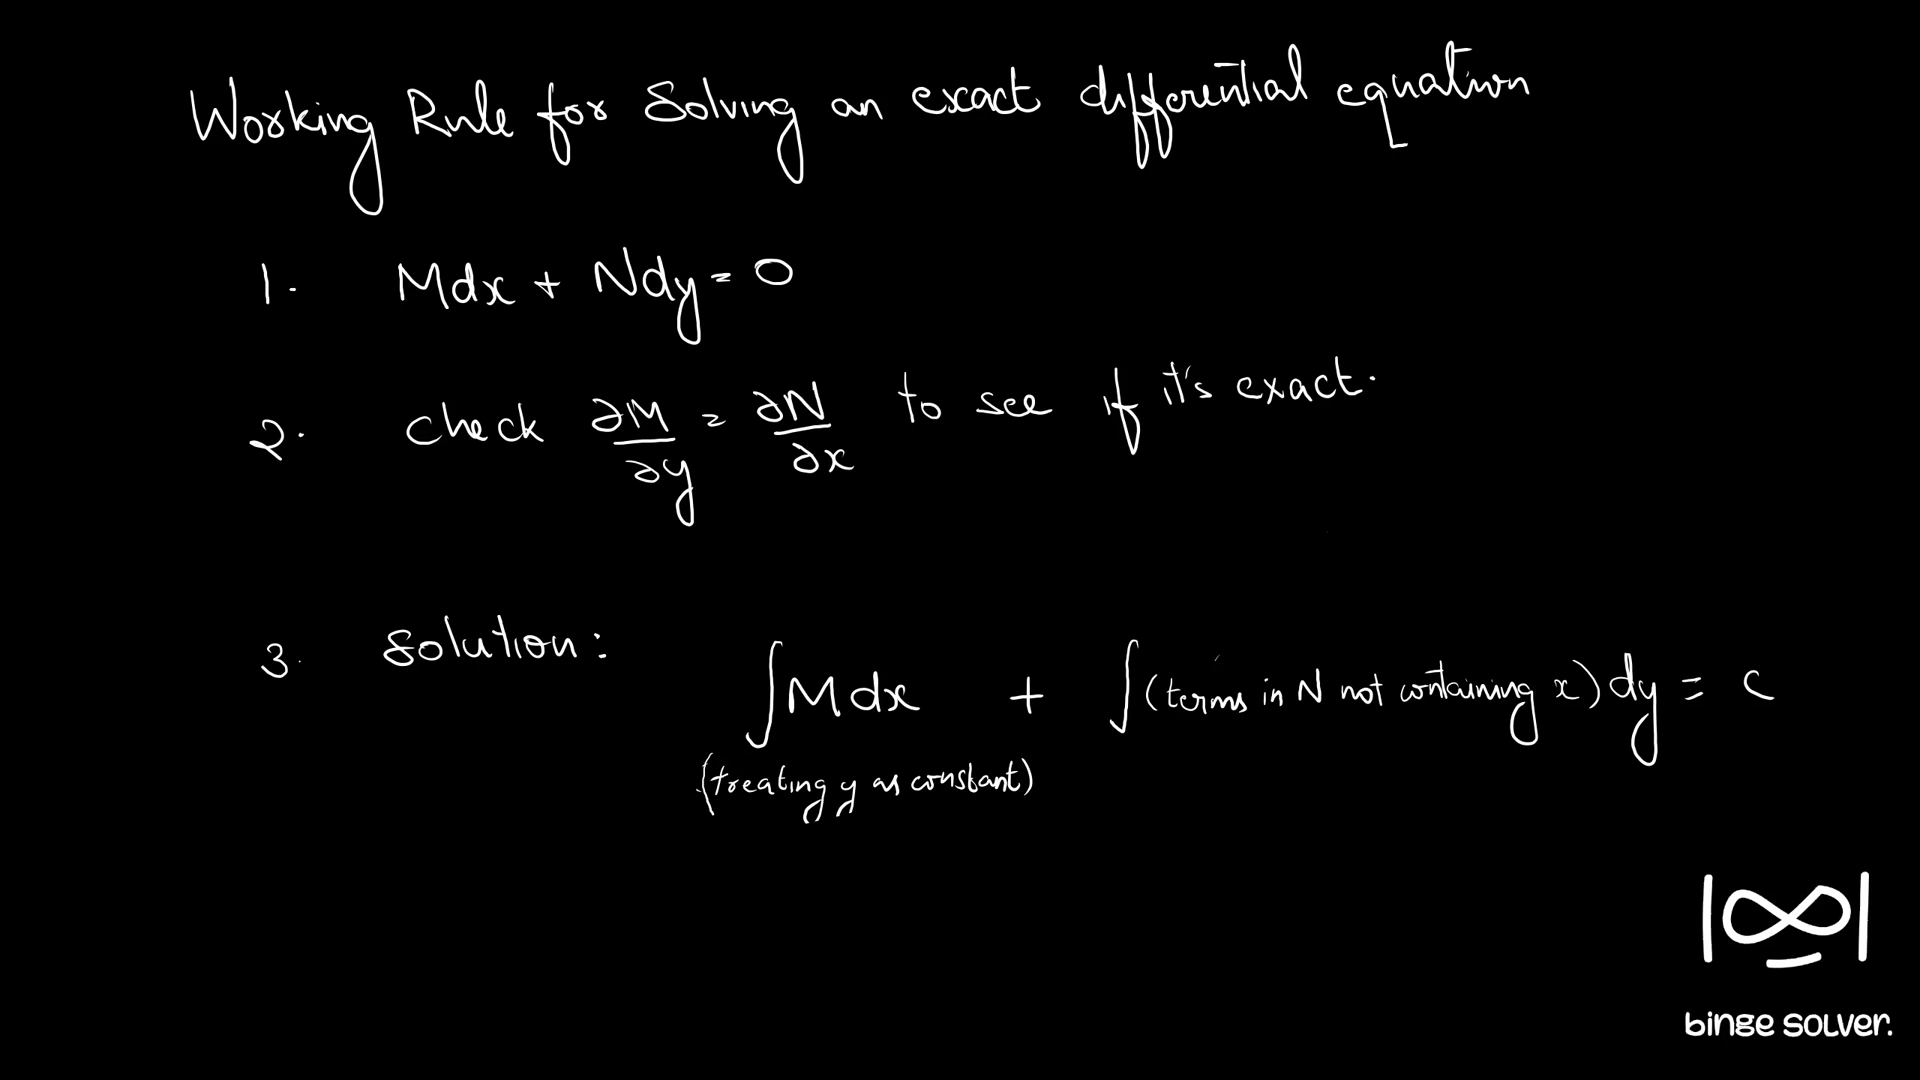 Working Rule for Solving an exact differential equation
1. Mdx + Ndy = 0
2. Check ∂M/∂y = ∂N/∂x to see if it's exact.
3. Solution: ∫Mdx + ∫(terms in N not containing x) dy = c
(treating y as constant)
binge solver.